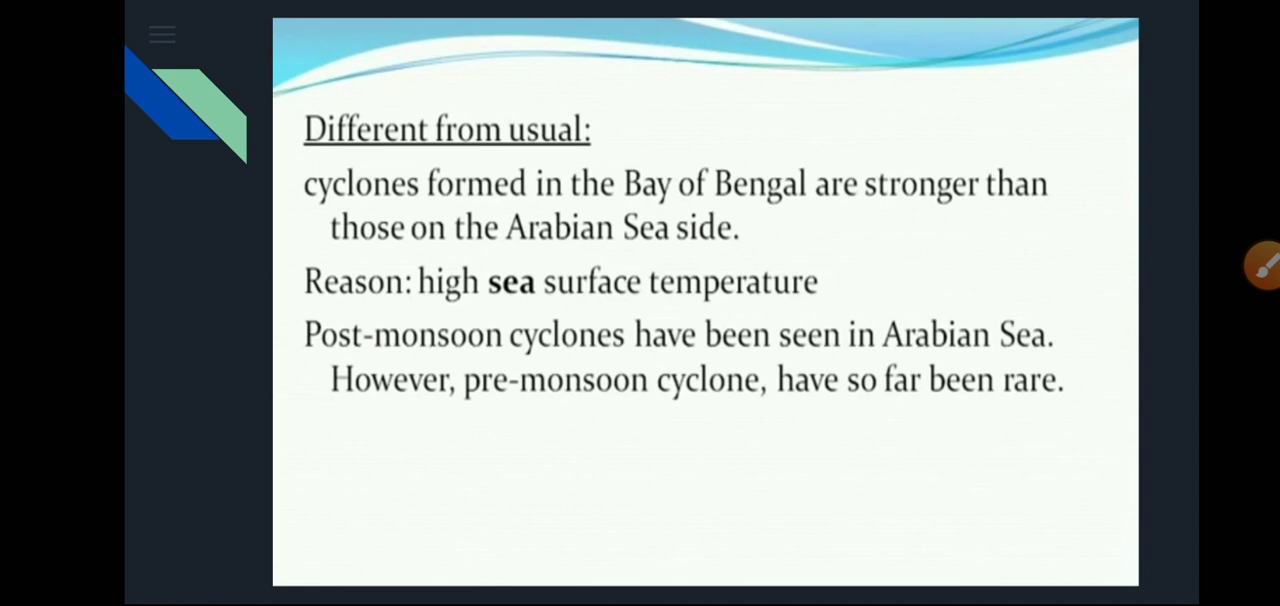 Different from usual:
cyclones formed in the Bay of Bengal are stronger than
those on the Arabian Sea side.
Reason: high sea surface temperature
Post-monsoon cyclones have been seen in Arabian Sea.
However, pre-monsoon cyclone, have so far been rare.